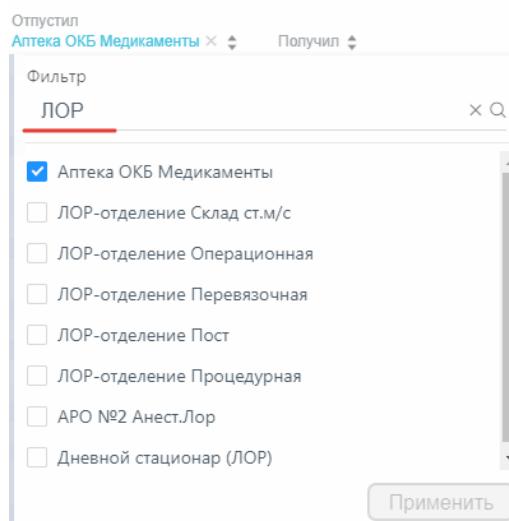 Отпустил
Аптека ОКБ Медикаменты Получил
Фильтр
ЛОР
Аптека ОКБ Медикаменты
ЛОР-отделение Склад ст.м/с
ЛОР-отделение Операционная
ЛОР-отделение Перевязочная
ЛОР-отделение Пост
ЛОР-отделение Процедурная
АРО №2 Анест.Лор
Дневной стационар (ЛОР)
Применить